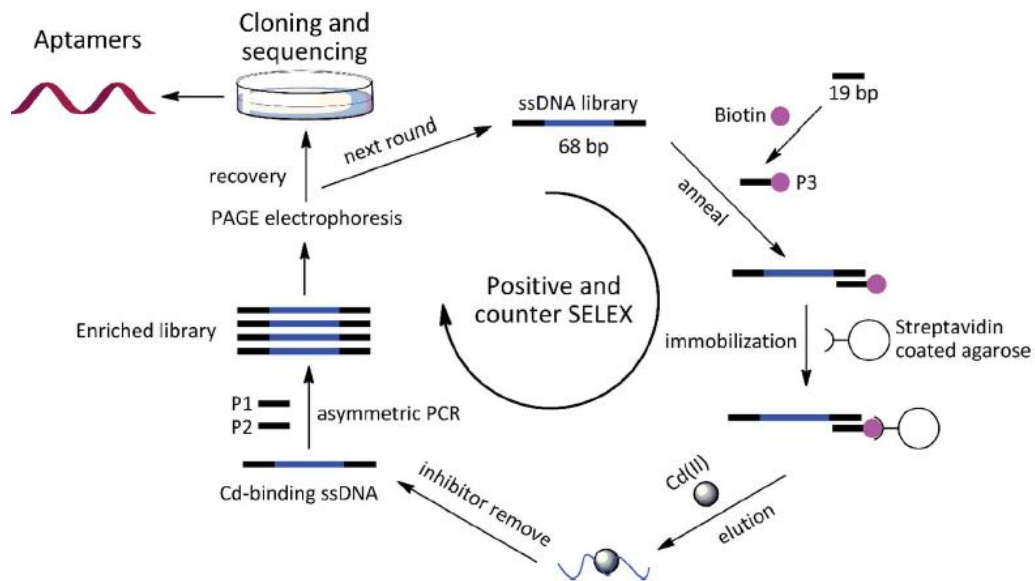 Aptamers
Cloning and
sequencing
ssDNA library
68 bp
19 bp
Biotin
P3
anneal
next round
recovery
PAGE electrophoresis
Positive and
counter SELEX
Enriched library
immobilization
Streptavidin
coated agarose
P1
P2
asymmetric PCR
Cd-binding ssDNA
inhibitor remove
Cd(II)
elution